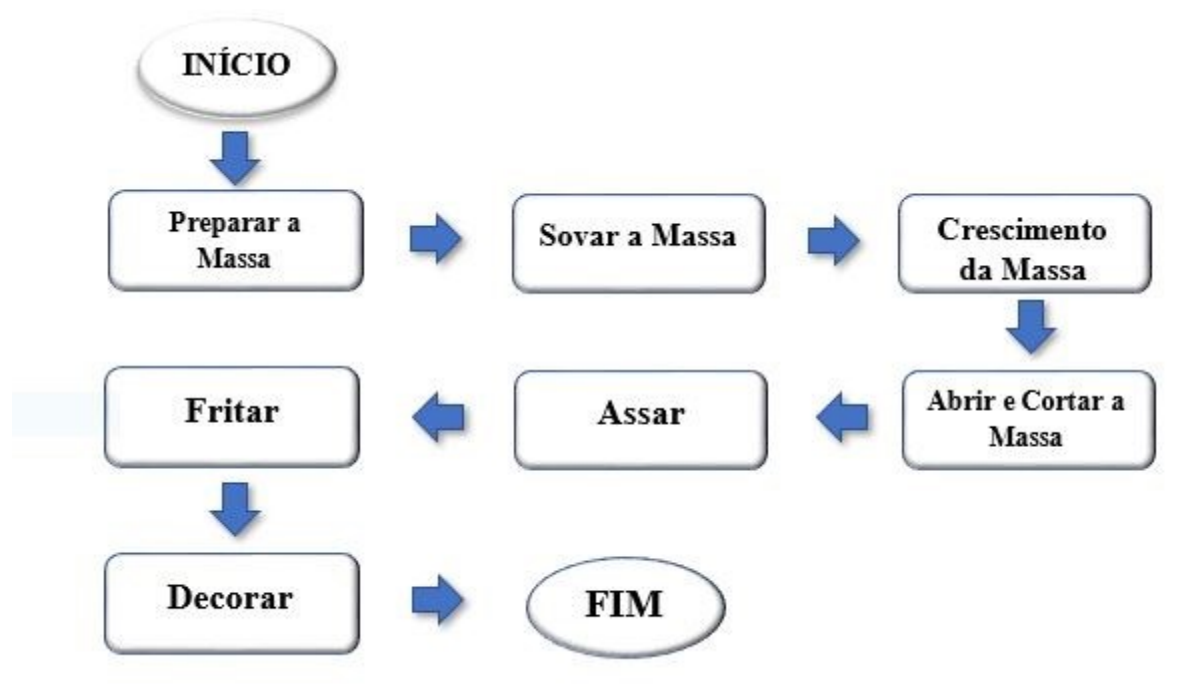 INÍCIO
Preparar a
Massa
Sovar a Massa
Crescimento
da Massa
Abrir e Cortar a
Massa
Assar
Fritar
Decorar
FIM